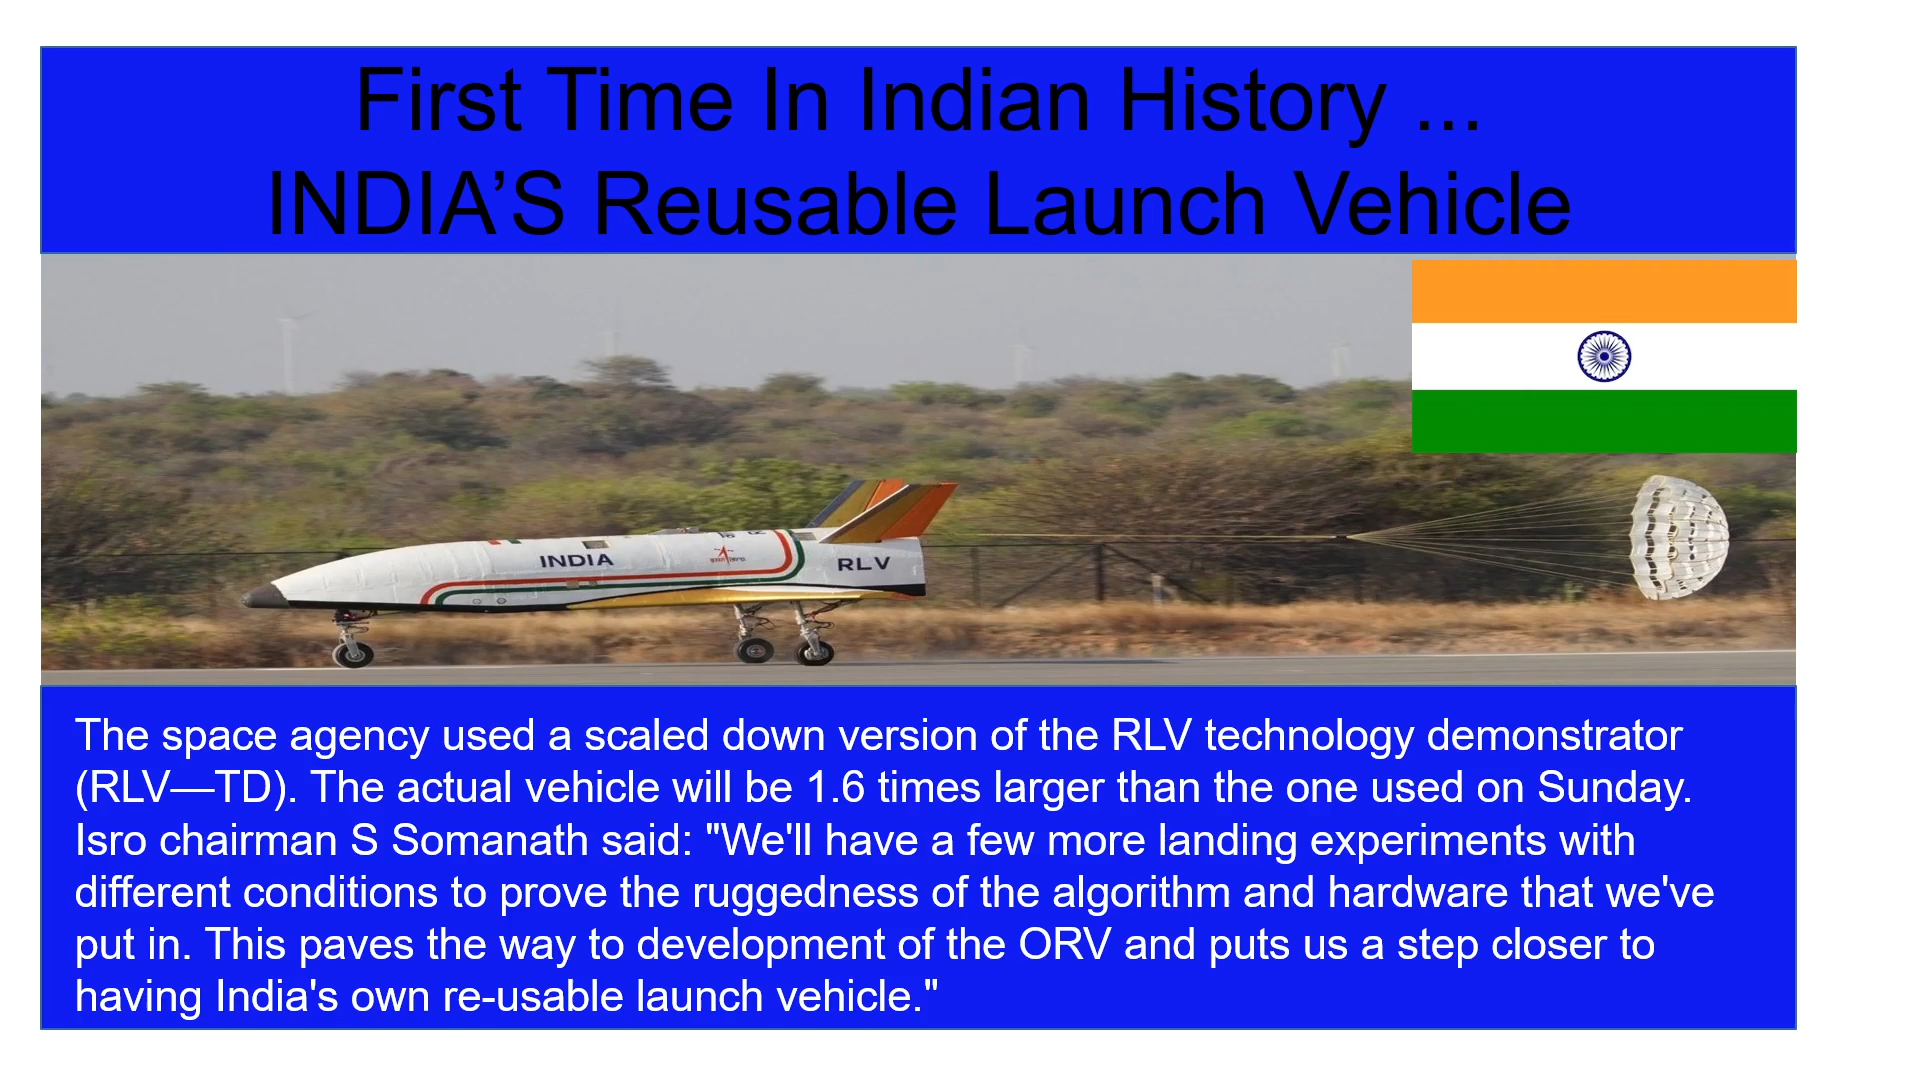 First Time In Indian History ...
INDIA’S Reusable Launch Vehicle
INDIA
RLV
The space agency used a scaled down version of the RLV technology demonstrator
(RLV—TD). The actual vehicle will be 1.6 times larger than the one used on Sunday.
Isro chairman S Somanath said: "We'll have a few more landing experiments with
different conditions to prove the ruggedness of the algorithm and hardware that we've
put in. This paves the way to development of the ORV and puts us a step closer to
having India's own re-usable launch vehicle."